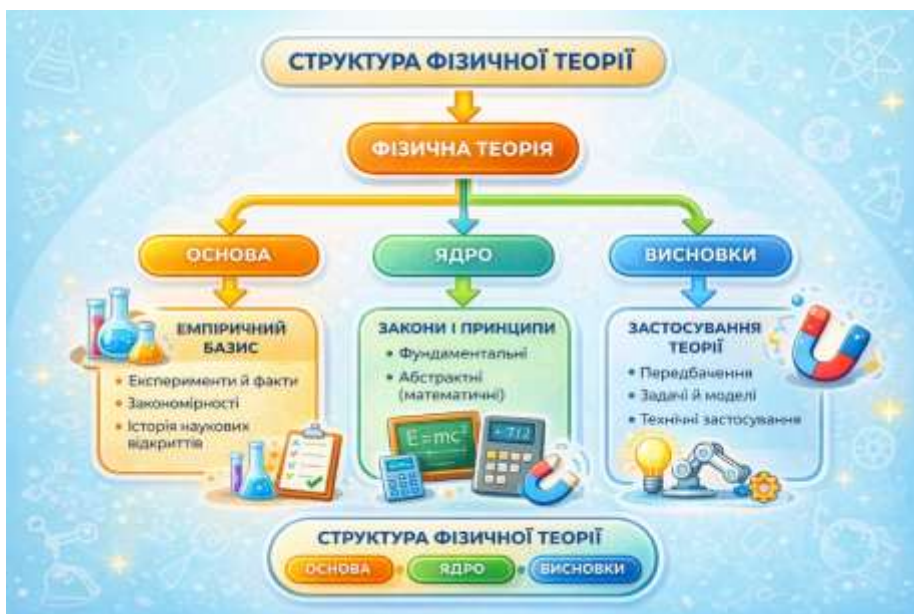 СТРУКТУРА ФІЗИЧНОЇ ТЕОРІЇ
ФІЗИЧНА ТЕОРІЯ
ОСНОВА
ЕМПІРИЧНИЙ
БАЗИС
• Експерименти й факти
• Закономірності
• Історія наукових
відкриттів
ЯДРО
ЗАКОНИ І ПРИНЦИПИ
• Фундаментальні
• Абстрактні
(математичні)
E=mc²
ВИСНОВКИ
ЗАСТОСУВАННЯ
ТЕОРІЇ
• Передбачення
• Задачі й моделі
• Технічні застосування
СТРУКТУРА ФІЗИЧНОЇ ТЕОРІЇ
ОСНОВА • ЯДРО • ВИСНОВКИ